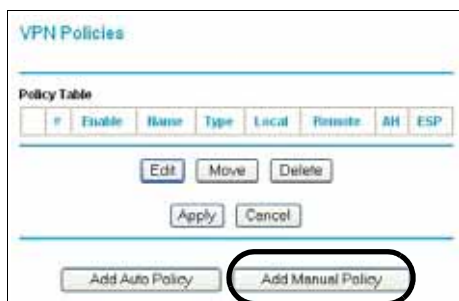 VPN Policies
Policy Table
# Enable Name Type Local Remote AH ESP
Edit Move Delete
Apply Cancel
Add Auto Policy Add Manual Policy